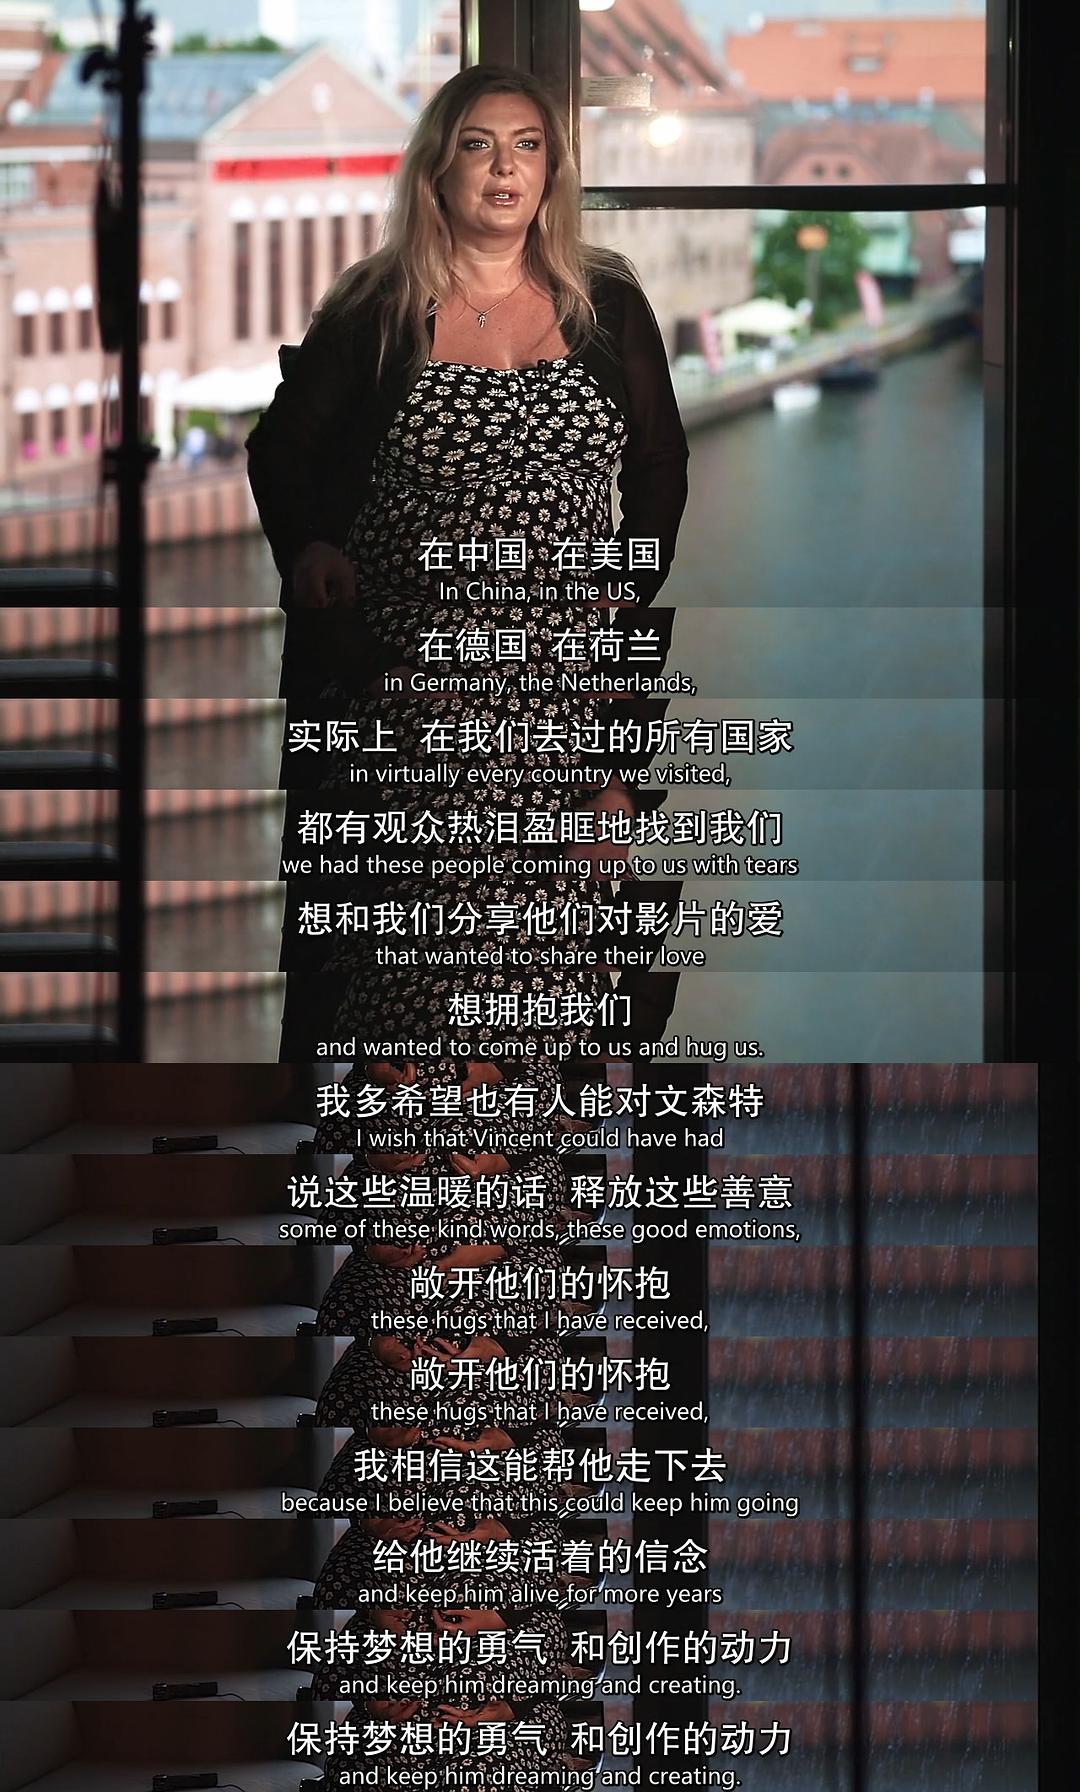 在中国 在美国
In China, in the US,
在德国 在荷兰
in Germany, the Netherlands,
实际上 在我们去过的所有国家
in virtually every country we visited,
都有观众热泪盈眶地找到我们
we had these people coming up to us with tears
想和我们分享他们对影片的爱
that wanted to share their love
想拥抱我们
and wanted to come up to us and hug us.
我多希望也有人能对文森特
I wish that Vincent could have had
说这些温暖的话 释放这些善意
some of these kind words, these good emotions,
敞开他们的怀抱
these hugs that I have received,
敞开他们的怀抱
these hugs that I have received,
我相信这能帮他走下去
because I believe that this could keep him going
给他继续活着的信念
and keep him alive for more years
保持梦想的勇气 和创作的动力
and keep him dreaming and creating.
保持梦想的勇气 和创作的动力
and keep him dreaming and creating.